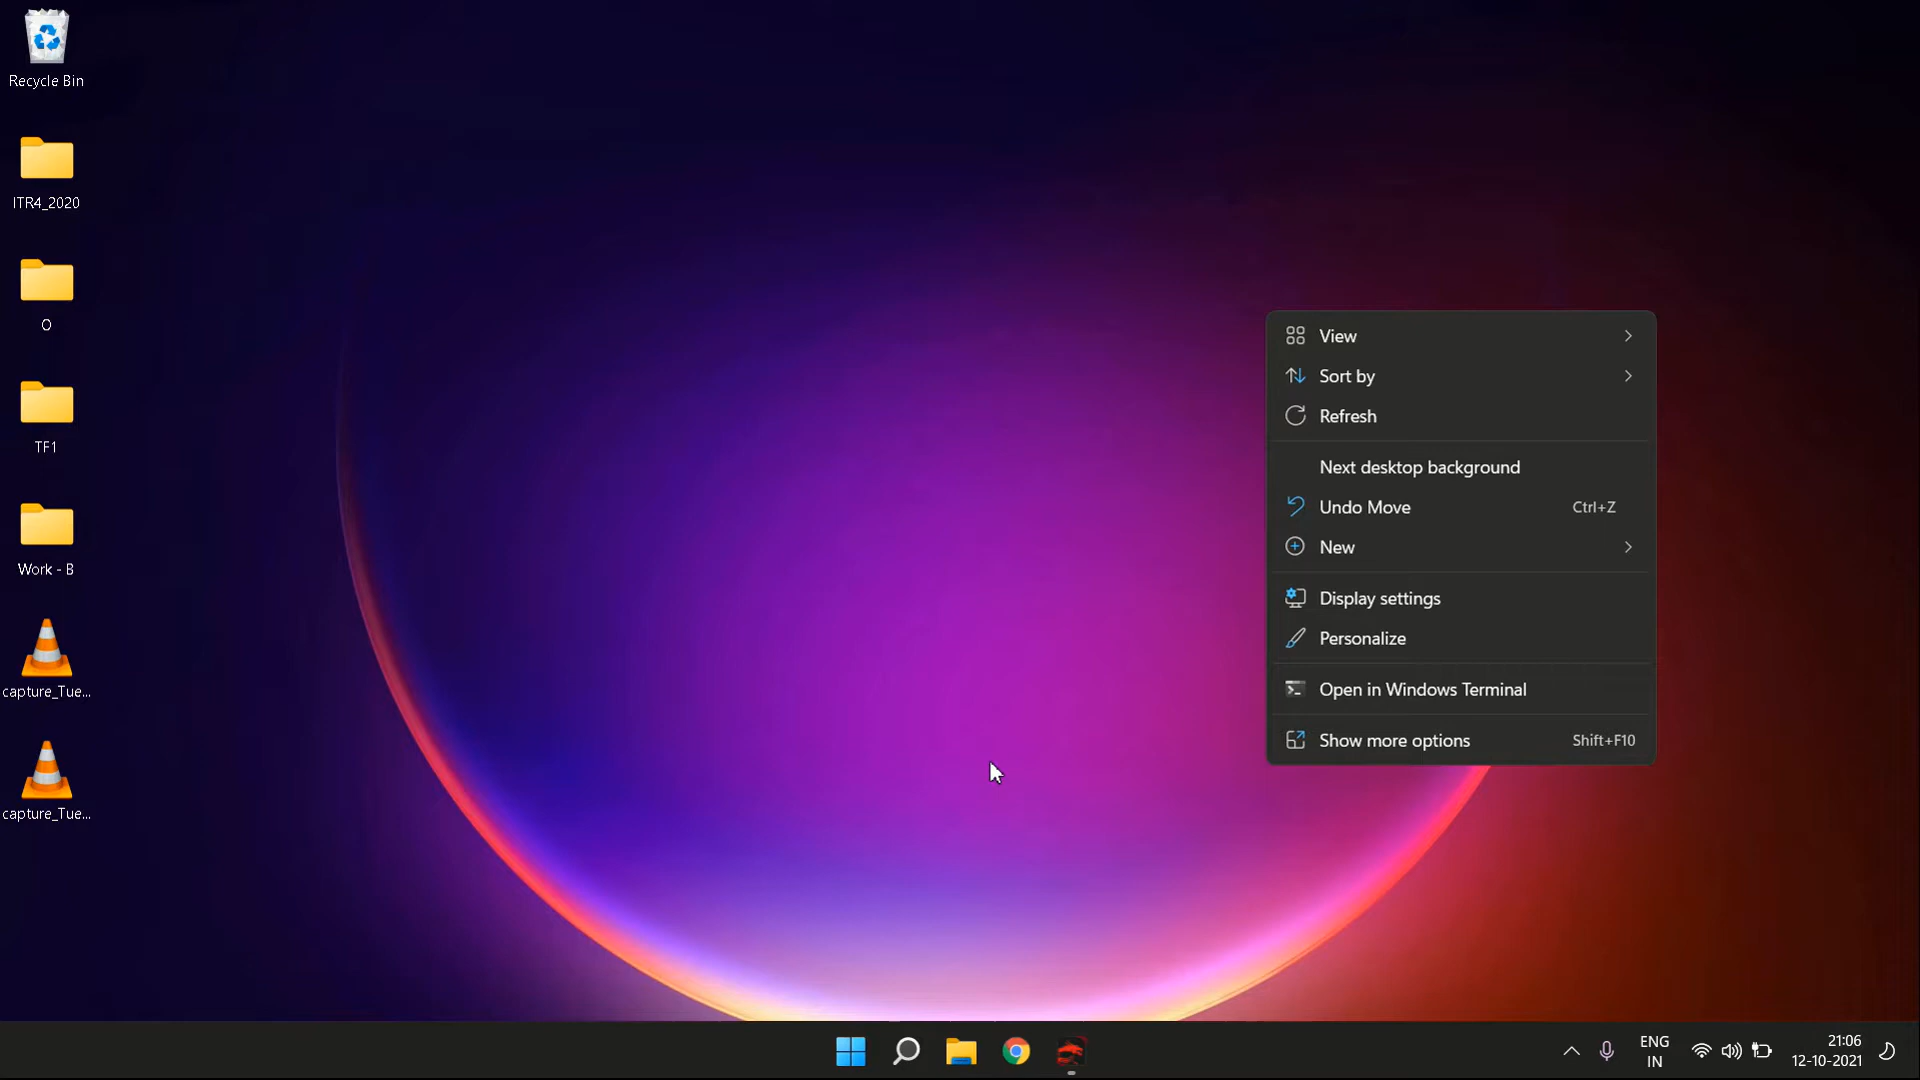 Recycle Bin
ITR4_2020
O
TF1
Work - B
capture_Tue...
capture_Tue...
View
Sort by
Refresh
Next desktop background
Undo Move Ctrl+Z
New
Display settings
Personalize
Open in Windows Terminal
Show more options Shift+F10
ENG
IN
21:06
12-10-2021